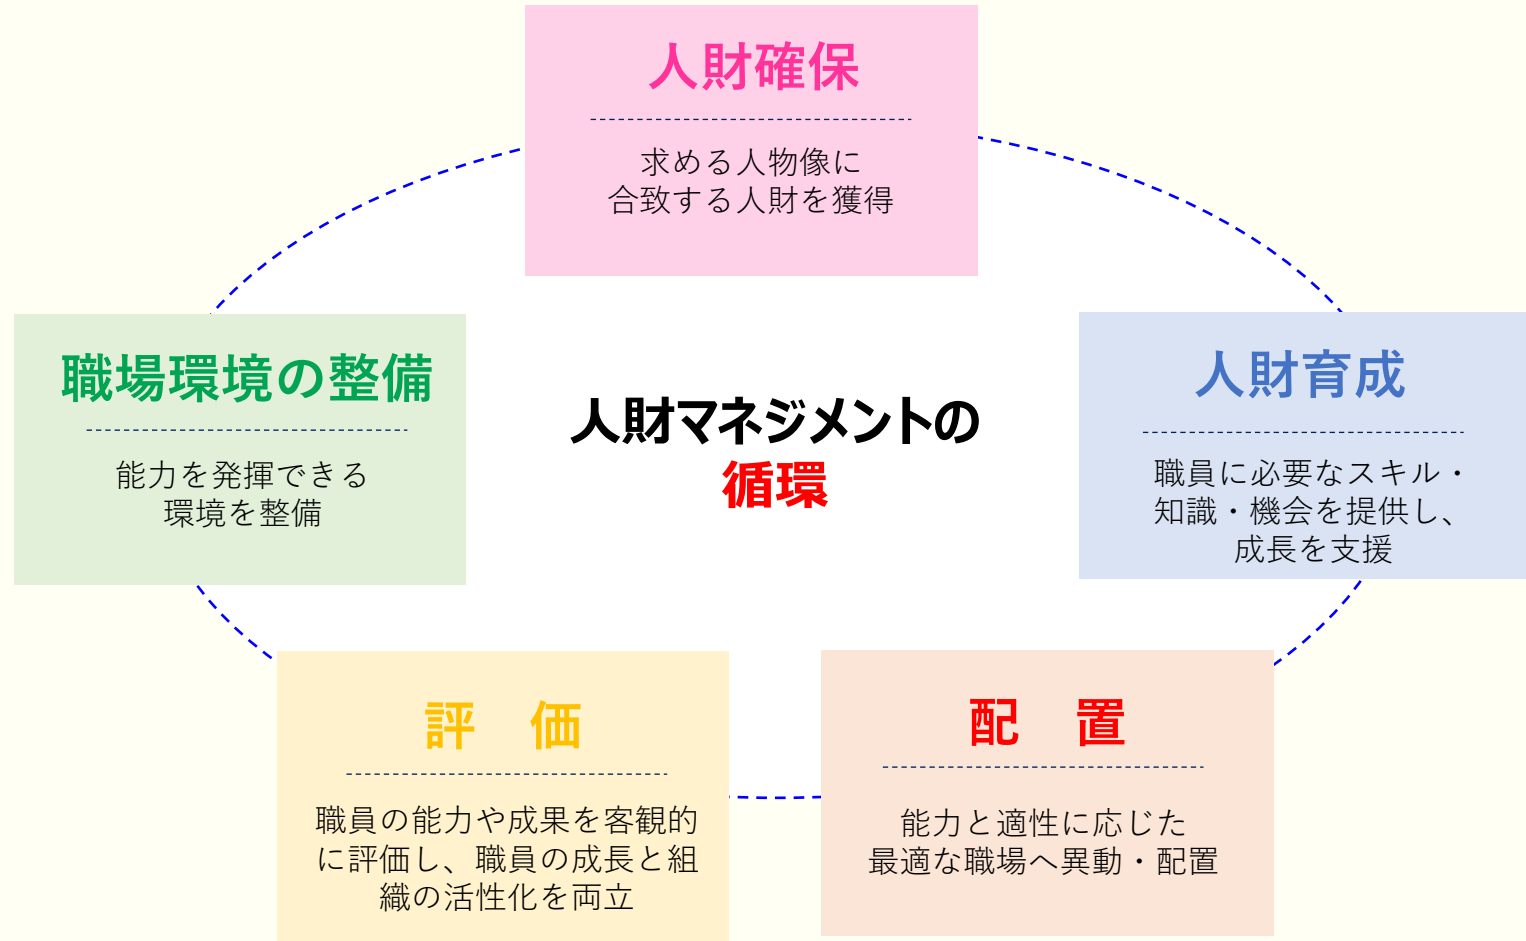 人財確保
求める人物像に
合致する人財を獲得
職場環境の整備
能力を発揮できる
環境を整備
人財マネジメントの
循環
人財育成
職員に必要なスキル・
知識・機会を提供し、
成長を支援
評　価
職員の能力や成果を客観的
に評価し、職員の成長と組
織の活性化を両立
配　置
能力と適性に応じた
最適な職場へ異動・配置